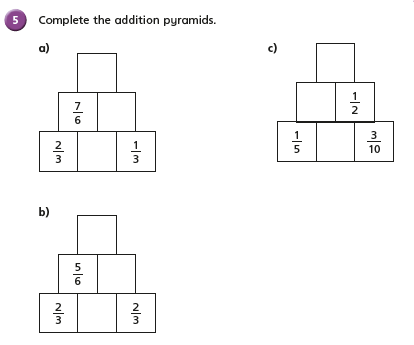 5 Complete the addition pyramids.
a)
7/6
2/3 1/3
c)
1/2
1/5 3/10
b)
5/6
2/3 2/3